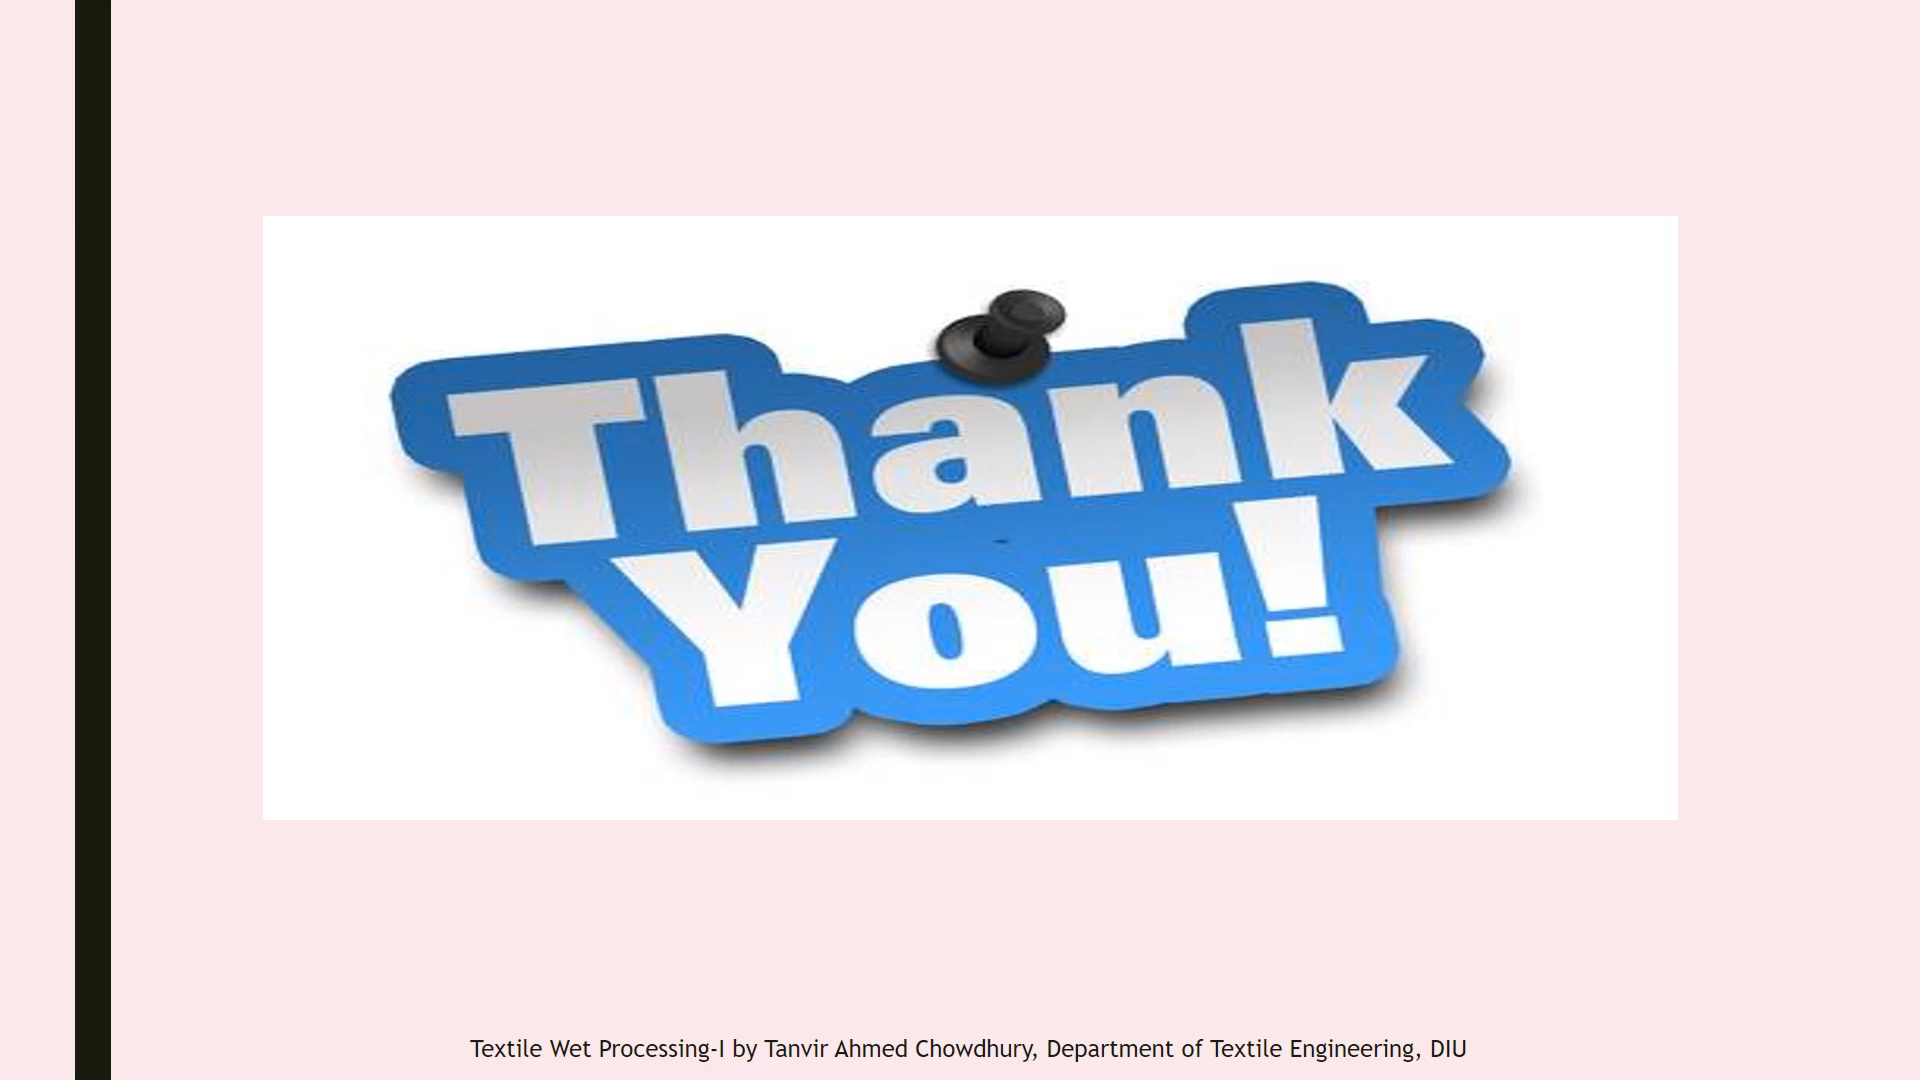 Thank
You!
Textile Wet Processing-I by Tanvir Ahmed Chowdhury, Department of Textile Engineering, DIU